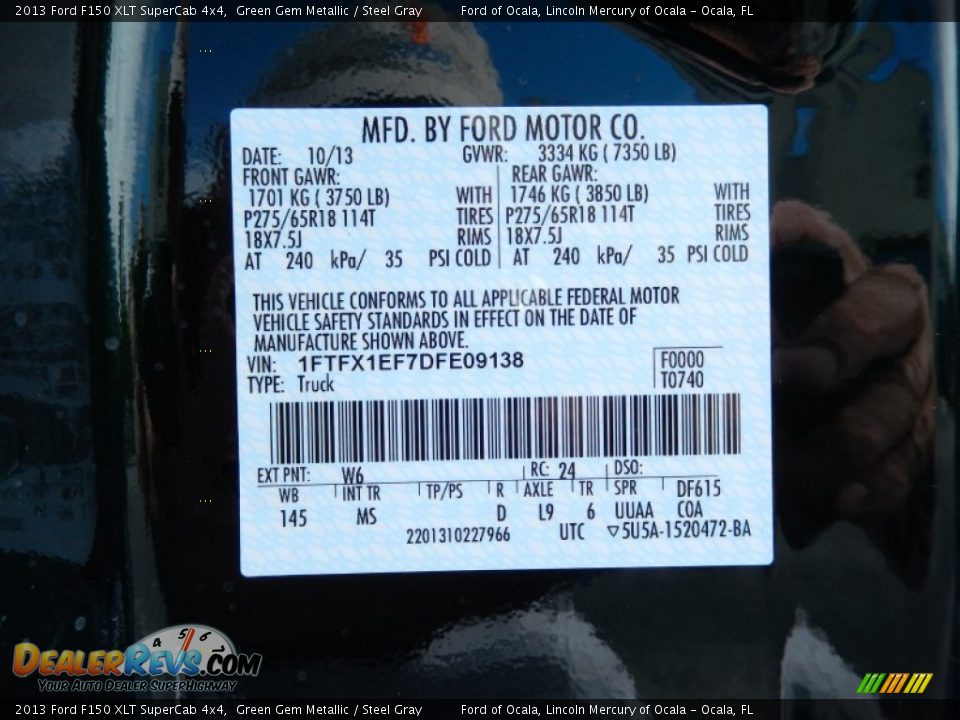 2013 Ford F150 XLT SuperCab 4x4, Green Gem Metallic / Steel Gray Ford of Ocala, Lincoln Mercury of Ocala - Ocala, FL
MFD. BY FORD MOTOR CO.
DATE: 10/13 GVWR: 3334 KG ( 7350 LB)
FRONT GAWR: REAR GAWR:
1701 KG ( 3750 LB) WITH 1746 KG ( 3850 LB) WITH
P275/65R18 114T TIRES P275/65R18 114T TIRES
18X7.5J RIMS 18X7.5J RIMS
AT 240 kPa/ 35 PSI COLD AT 240 kPa/ 35 PSI COLD
THIS VEHICLE CONFORMS TO ALL APPLICABLE FEDERAL MOTOR
VEHICLE SAFETY STANDARDS IN EFFECT ON THE DATE OF
MANUFACTURE SHOWN ABOVE.
VIN: 1FTFX1EF7DFE09138 F0000
TYPE: Truck T0740
EXT PNT: W6 RC: 24 DSO:
WB INT TR TP/PS R AXLE TR SPR DF615
145 MS D L9 6 UUAA COA
2201310227966 UTC ▽5U5A-1520472-BA
4 5 6
DEALERREVS.COM
YOUR AUTO DEALER SUPERHIGHWAY
2013 Ford F150 XLT SuperCab 4x4, Green Gem Metallic / Steel Gray Ford of Ocala, Lincoln Mercury of Ocala - Ocala, FL